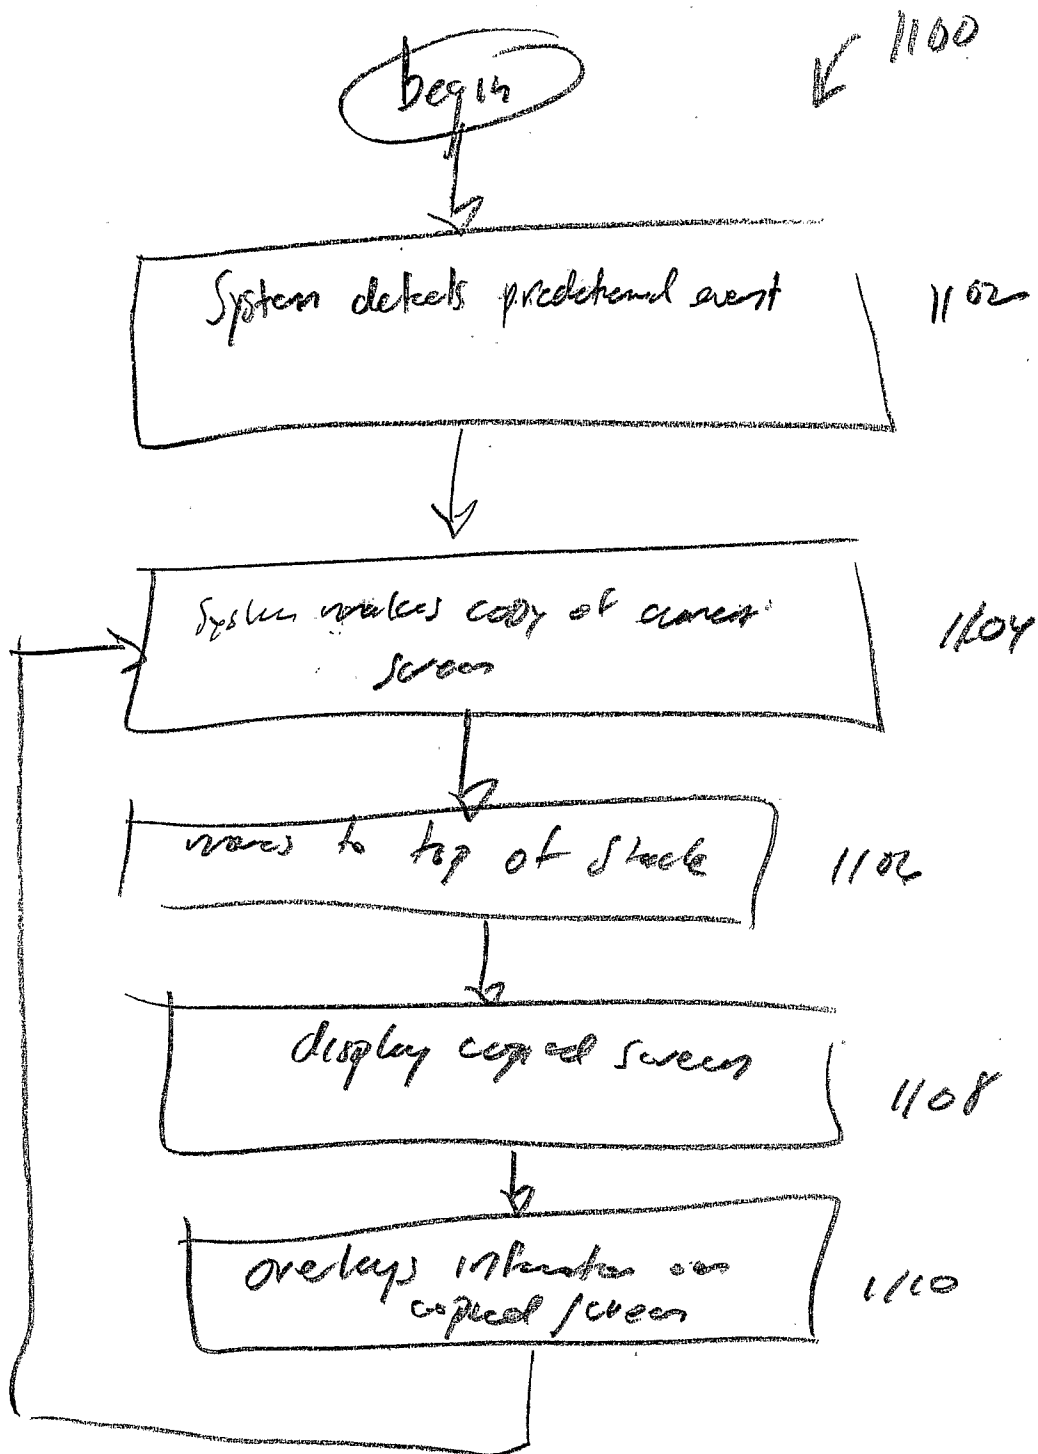 1100
begin
System detects predetermined event
1102
System makes copy of current
screen
1104
moves to top of stack
1106
display copied screen
1108
overlays information on
copied screen
1110